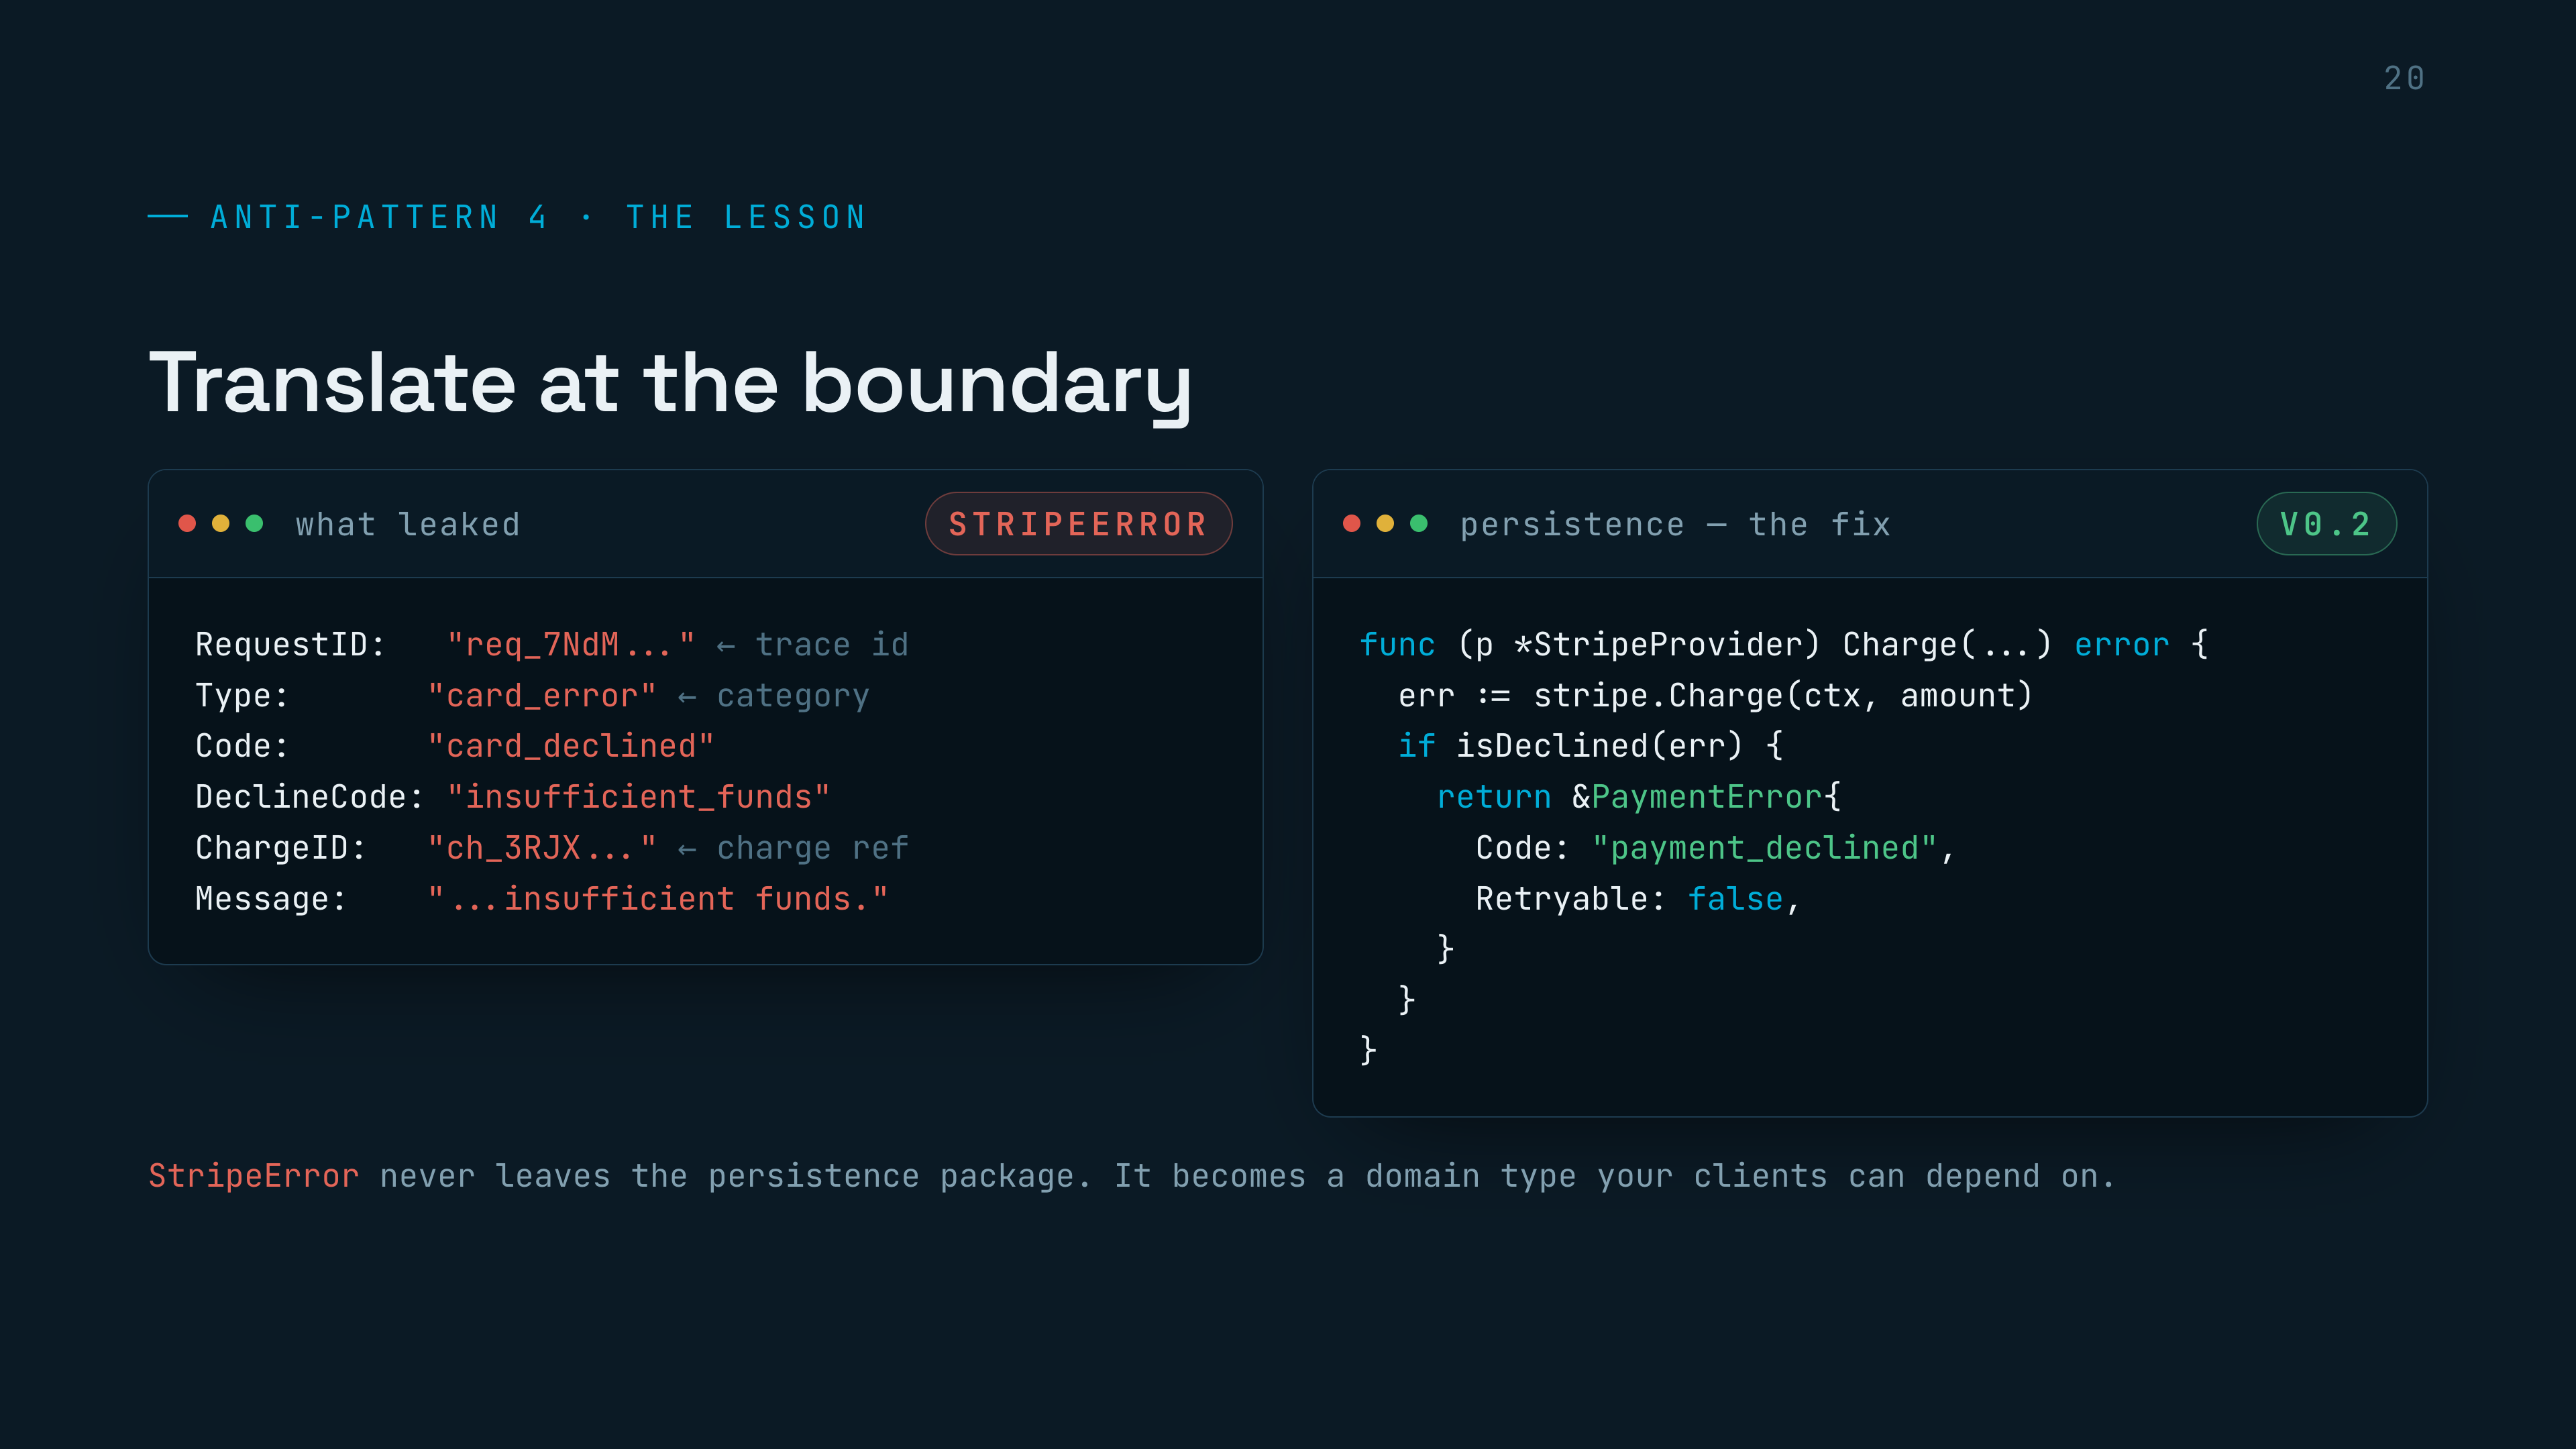 20
— ANTI-PATTERN 4 · THE LESSON
Translate at the boundary
what leaked STRIPEERROR
RequestID:   "req_7NdM..." ← trace id
Type:       "card_error" ← category
Code:       "card_declined"
DeclineCode: "insufficient_funds"
ChargeID:   "ch_3RJX..." ← charge ref
Message:    "...insufficient funds."
persistence — the fix V0.2
func (p *StripeProvider) Charge(...) error {
  err := stripe.Charge(ctx, amount)
  if isDeclined(err) {
    return &PaymentError{
      Code: "payment_declined",
      Retryable: false,
    }
  }
}
StripeError never leaves the persistence package. It becomes a domain type your clients can depend on.